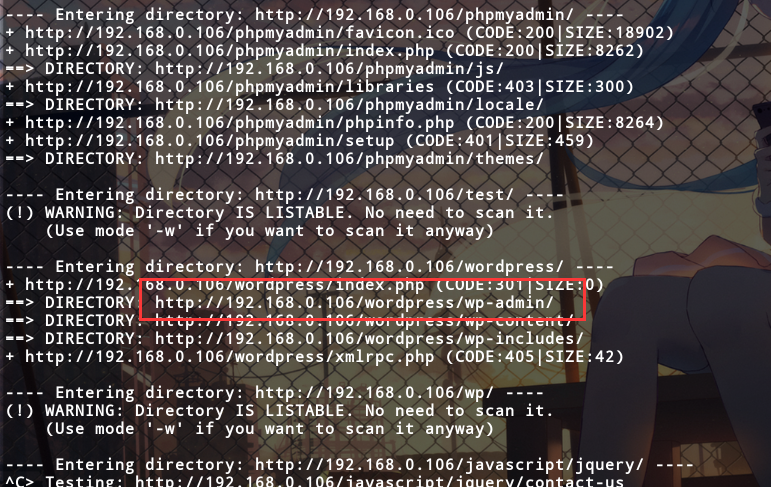 ---- Entering directory: http://192.168.0.106/phpmyadmin/ ----
+ http://192.168.0.106/phpmyadmin/favicon.ico (CODE:200|SIZE:18902)
+ http://192.168.0.106/phpmyadmin/index.php (CODE:200|SIZE:8262)
==> DIRECTORY: http://192.168.0.106/phpmyadmin/js/
+ http://192.168.0.106/phpmyadmin/libraries (CODE:403|SIZE:300)
==> DIRECTORY: http://192.168.0.106/phpmyadmin/locale/
+ http://192.168.0.106/phpmyadmin/phpinfo.php (CODE:200|SIZE:8264)
+ http://192.168.0.106/phpmyadmin/setup (CODE:401|SIZE:459)
==> DIRECTORY: http://192.168.0.106/phpmyadmin/themes/
---- Entering directory: http://192.168.0.106/test/ ----
(!) WARNING: Directory IS LISTABLE. No need to scan it.
(Use mode '-w' if you want to scan it anyway)
---- Entering directory: http://192.168.0.106/wordpress/ ----
+ http://192.168.0.106/wordpress/index.php (CODE:301|SIZE:0)
==> DIRECTORY: http://192.168.0.106/wordpress/wp-admin/
==> DIRECTORY: http://192.168.0.106/wordpress/wp-content/
==> DIRECTORY: http://192.168.0.106/wordpress/wp-includes/
+ http://192.168.0.106/wordpress/xmlrpc.php (CODE:405|SIZE:42)
---- Entering directory: http://192.168.0.106/wp/ ----
(!) WARNING: Directory IS LISTABLE. No need to scan it.
(Use mode '-w' if you want to scan it anyway)
---- Entering directory: http://192.168.0.106/javascript/jquery/ ----
^C> Testing: http://192.168.0.106/javascript/jquery/contact-us